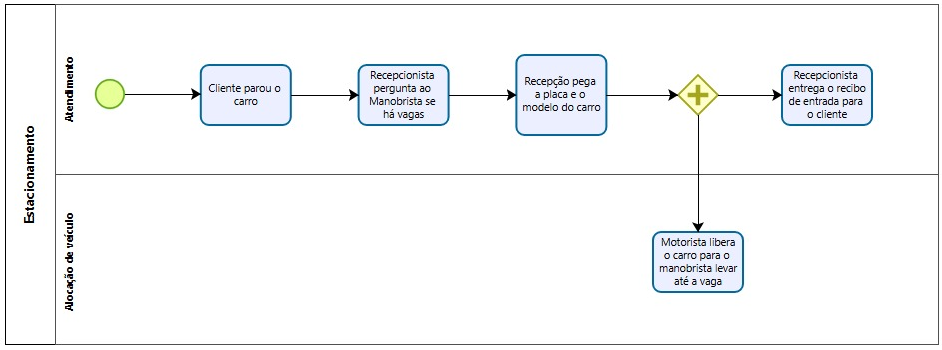 Estacionamento
Atendimento
Cliente parou o
carro
Recepcionista
pergunta ao
Manobrista se
há vagas
Recepção pega
a placa e o
modelo do carro
Recepcionista
entrega o recibo
de entrada para
o cliente
Alocação de veículo
Motorista libera
o carro para o
manobrista levar
até a vaga